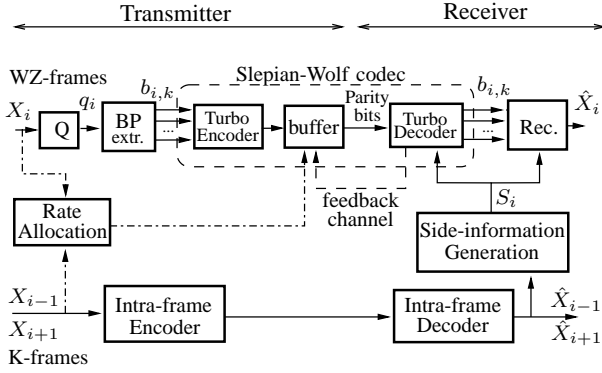 Transmitter
Receiver
WZ-frames
Slepian-Wolf codec
X_i
q_i
b_{i,k}
Q
BP
extr.
...
Turbo
Encoder
buffer
Parity
bits
Turbo
Decoder
b_{i,k}
...
Rec.
X̂_i
feedback
channel
S_i
Rate
Allocation
Side-information
Generation
X_{i-1}
X_{i+1}
K-frames
Intra-frame
Encoder
Intra-frame
Decoder
X̂_{i-1}
X̂_{i+1}